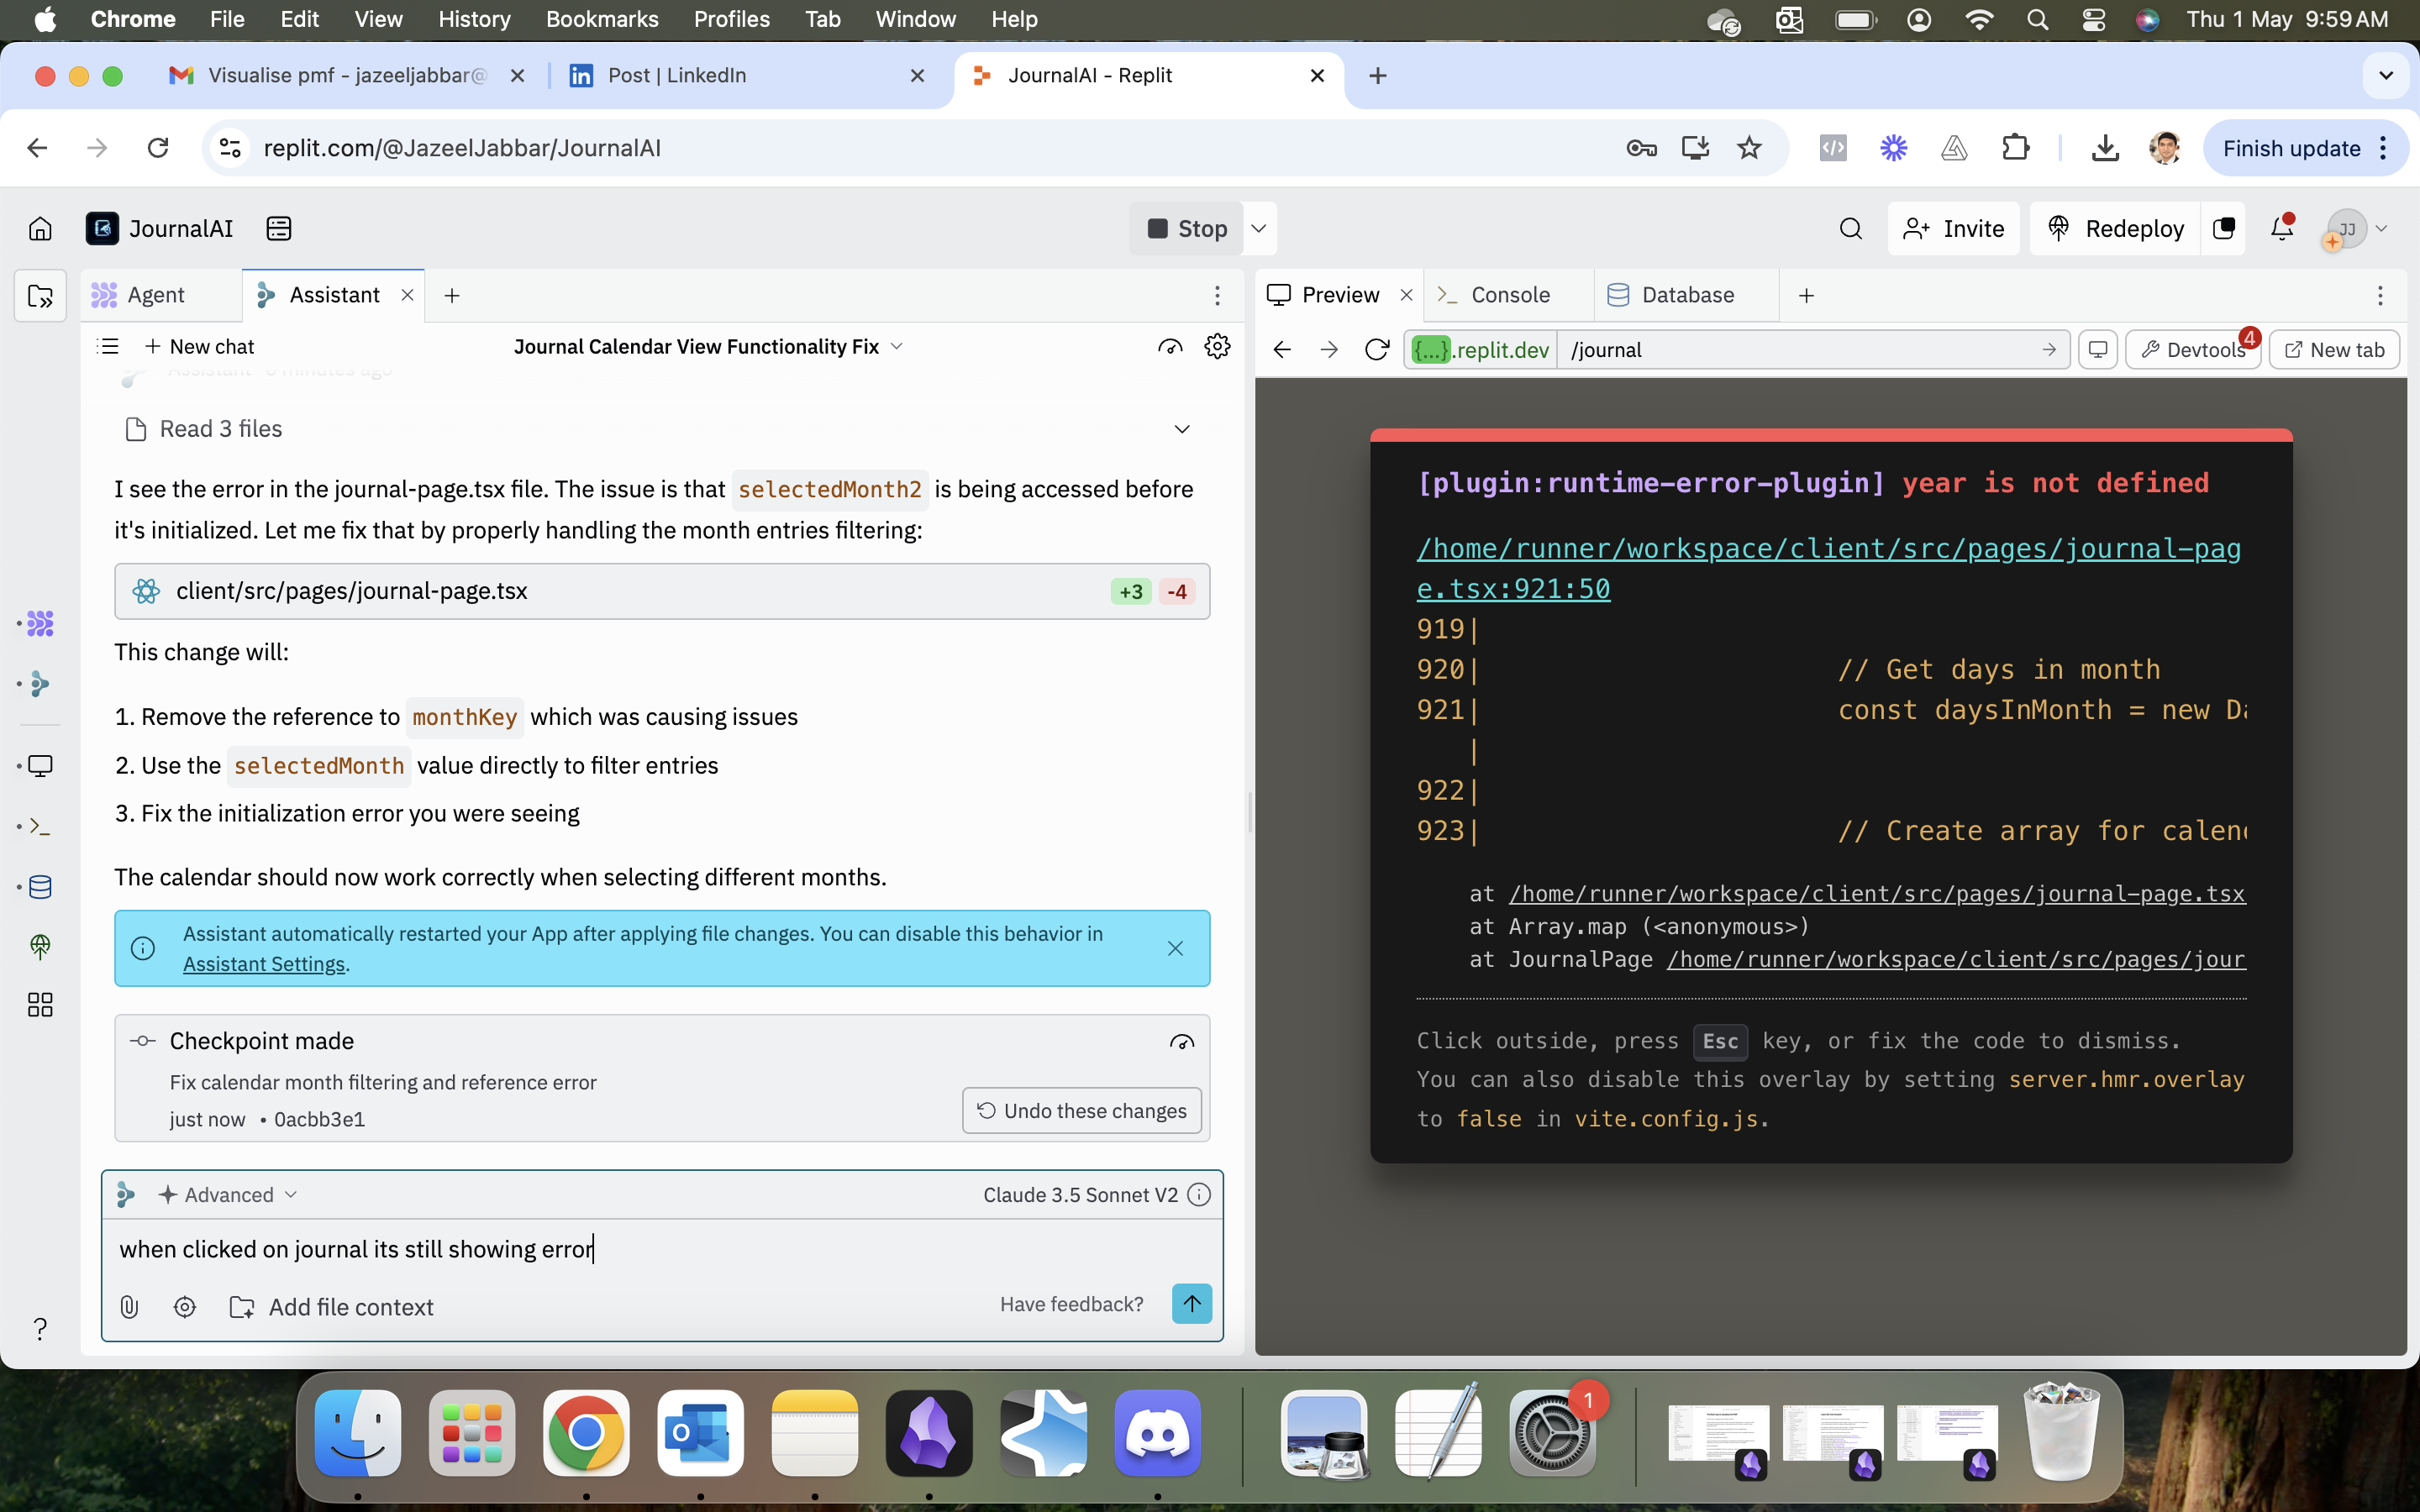 Chrome File Edit View History Bookmarks Profiles Tab Window Help Thu 1 May 9:59 AM
Visualise pmf - jazeeljabbar@ Post | LinkedIn JournalAI - Replit
replit.com/@JazeelJabbar/JournalAI Finish update
JournalAI Stop Invite Redeploy JJ
Agent Assistant
New chat Journal Calendar View Functionality Fix
Assistant 6 minutes ago
Read 3 files
I see the error in the journal-page.tsx file. The issue is that selectedMonth2 is being accessed before
it's initialized. Let me fix that by properly handling the month entries filtering:
client/src/pages/journal-page.tsx +3 -4
This change will:
1. Remove the reference to monthKey which was causing issues
2. Use the selectedMonth value directly to filter entries
3. Fix the initialization error you were seeing
The calendar should now work correctly when selecting different months.
Assistant automatically restarted your App after applying file changes. You can disable this behavior in
Assistant Settings.
Checkpoint made
Fix calendar month filtering and reference error
just now • 0acbb3e1
Undo these changes
Advanced Claude 3.5 Sonnet V2
when clicked on journal its still showing error
Add file context Have feedback?
?
Preview Console Database
{...}.replit.dev /journal Devtools 4 New tab
[plugin:runtime-error-plugin] year is not defined
/home/runner/workspace/client/src/pages/journal-pag
e.tsx:921:50
919|
920| // Get days in month
921| const daysInMonth = new Da
|
922|
923| // Create array for calen
at /home/runner/workspace/client/src/pages/journal-page.tsx
at Array.map (<anonymous>)
at JournalPage /home/runner/workspace/client/src/pages/jour
Click outside, press Esc key, or fix the code to dismiss.
You can also disable this overlay by setting server.hmr.overlay
to false in vite.config.js.
1